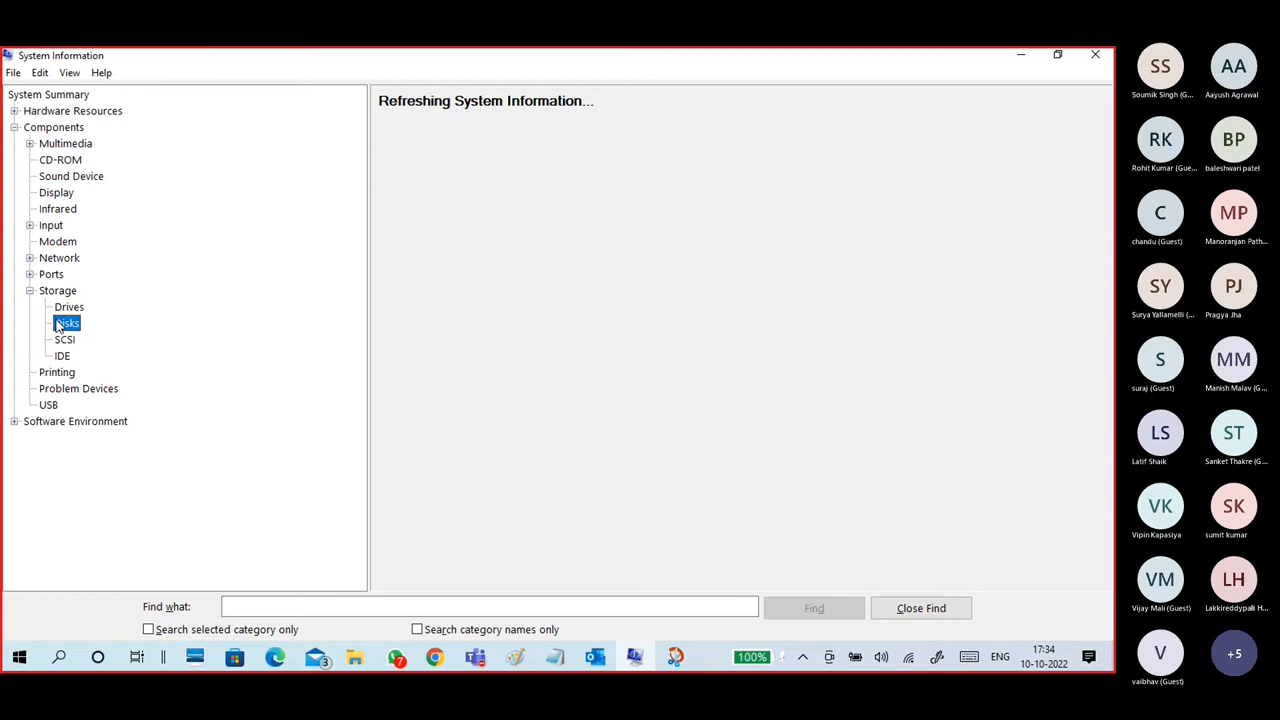 System Information
File Edit View Help
System Summary
Hardware Resources
Components
Multimedia
CD-ROM
Sound Device
Display
Infrared
Input
Modem
Network
Ports
Storage
Drives
Disks
SCSI
IDE
Printing
Problem Devices
USB
Software Environment
Refreshing System Information...
Find what:
Find
Close Find
Search selected category only
Search category names only
3
7
100%
ENG
17:34
10-10-2022
SS AA
Soumik Singh (G... Aayush Agrawal
RK BP
Rohit Kumar (Gue... baleshwari patel
C MP
chandu (Guest) Manoranjan Path...
SY PJ
Surya Yallamelli (... Pragya Jha
S MM
suraj (Guest) Manish Malav (G...
LS ST
Latif Shaik Sanket Thakre (G...
VK SK
Vipin Kapasiya sumit kumar
VM LH
Vijay Mali (Guest) Lakkireddypalli H...
V +5
vaibhav (Guest)